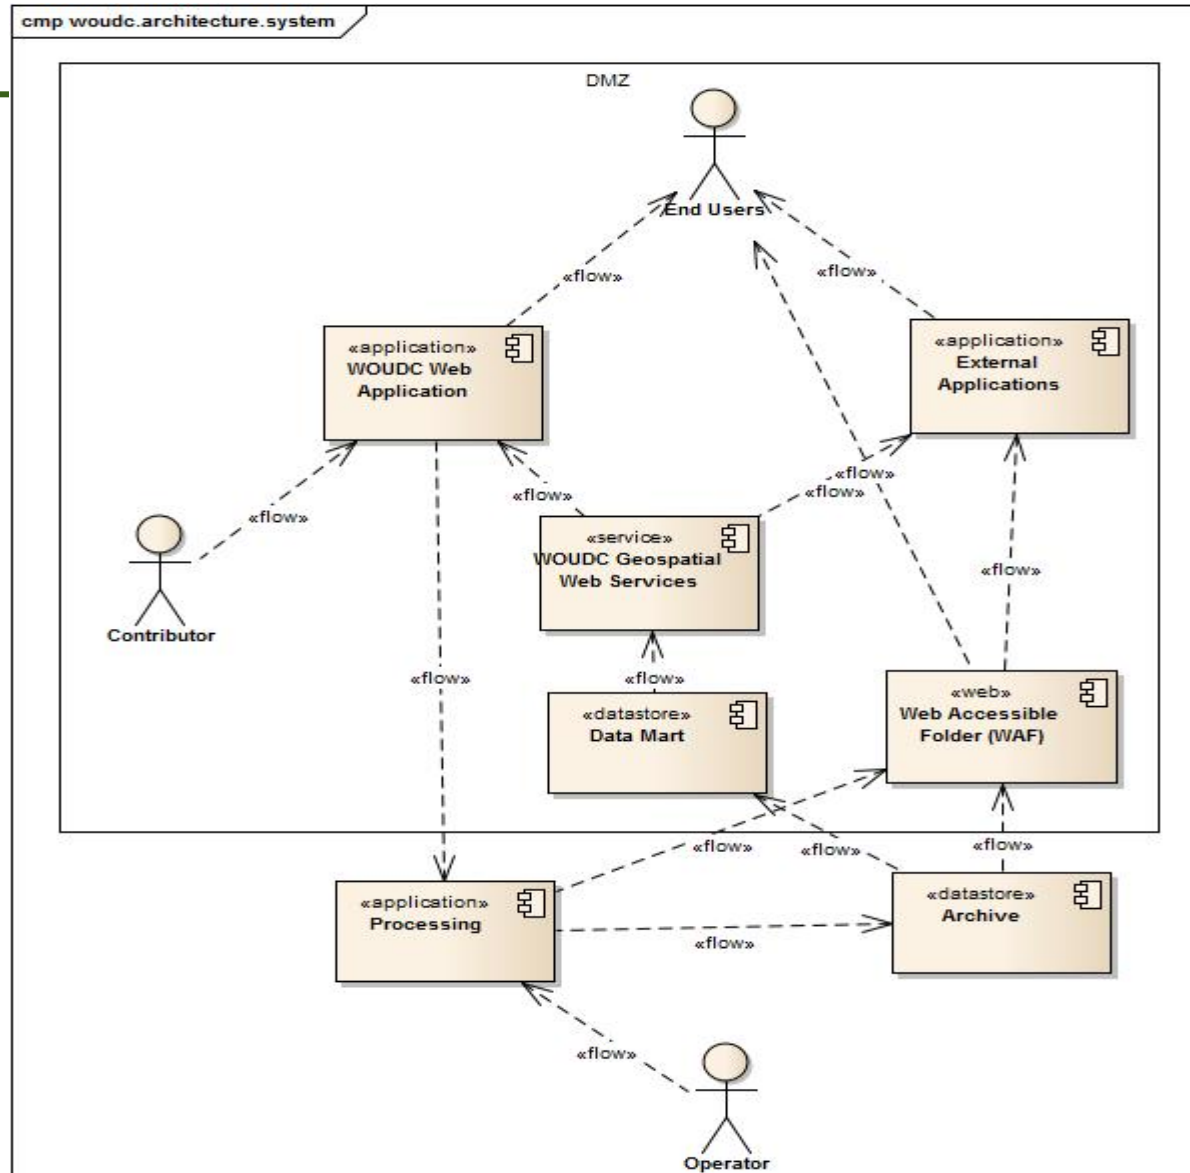 cmp woudc.architecture.system
DMZ
End Users
«flow»
«flow»
«application»
WOUDC Web
Application
«application»
External
Applications
«flow»
«flow»
«flow»
«flow»
«service»
WOUDC Geospatial
Web Services
«flow»
Contributor
«flow»
«flow»
«web»
Web Accessible
Folder (WAF)
«datastore»
Data Mart
«flow»
«flow»
«flow»
«application»
Processing
«datastore»
Archive
«flow»
«flow»
Operator